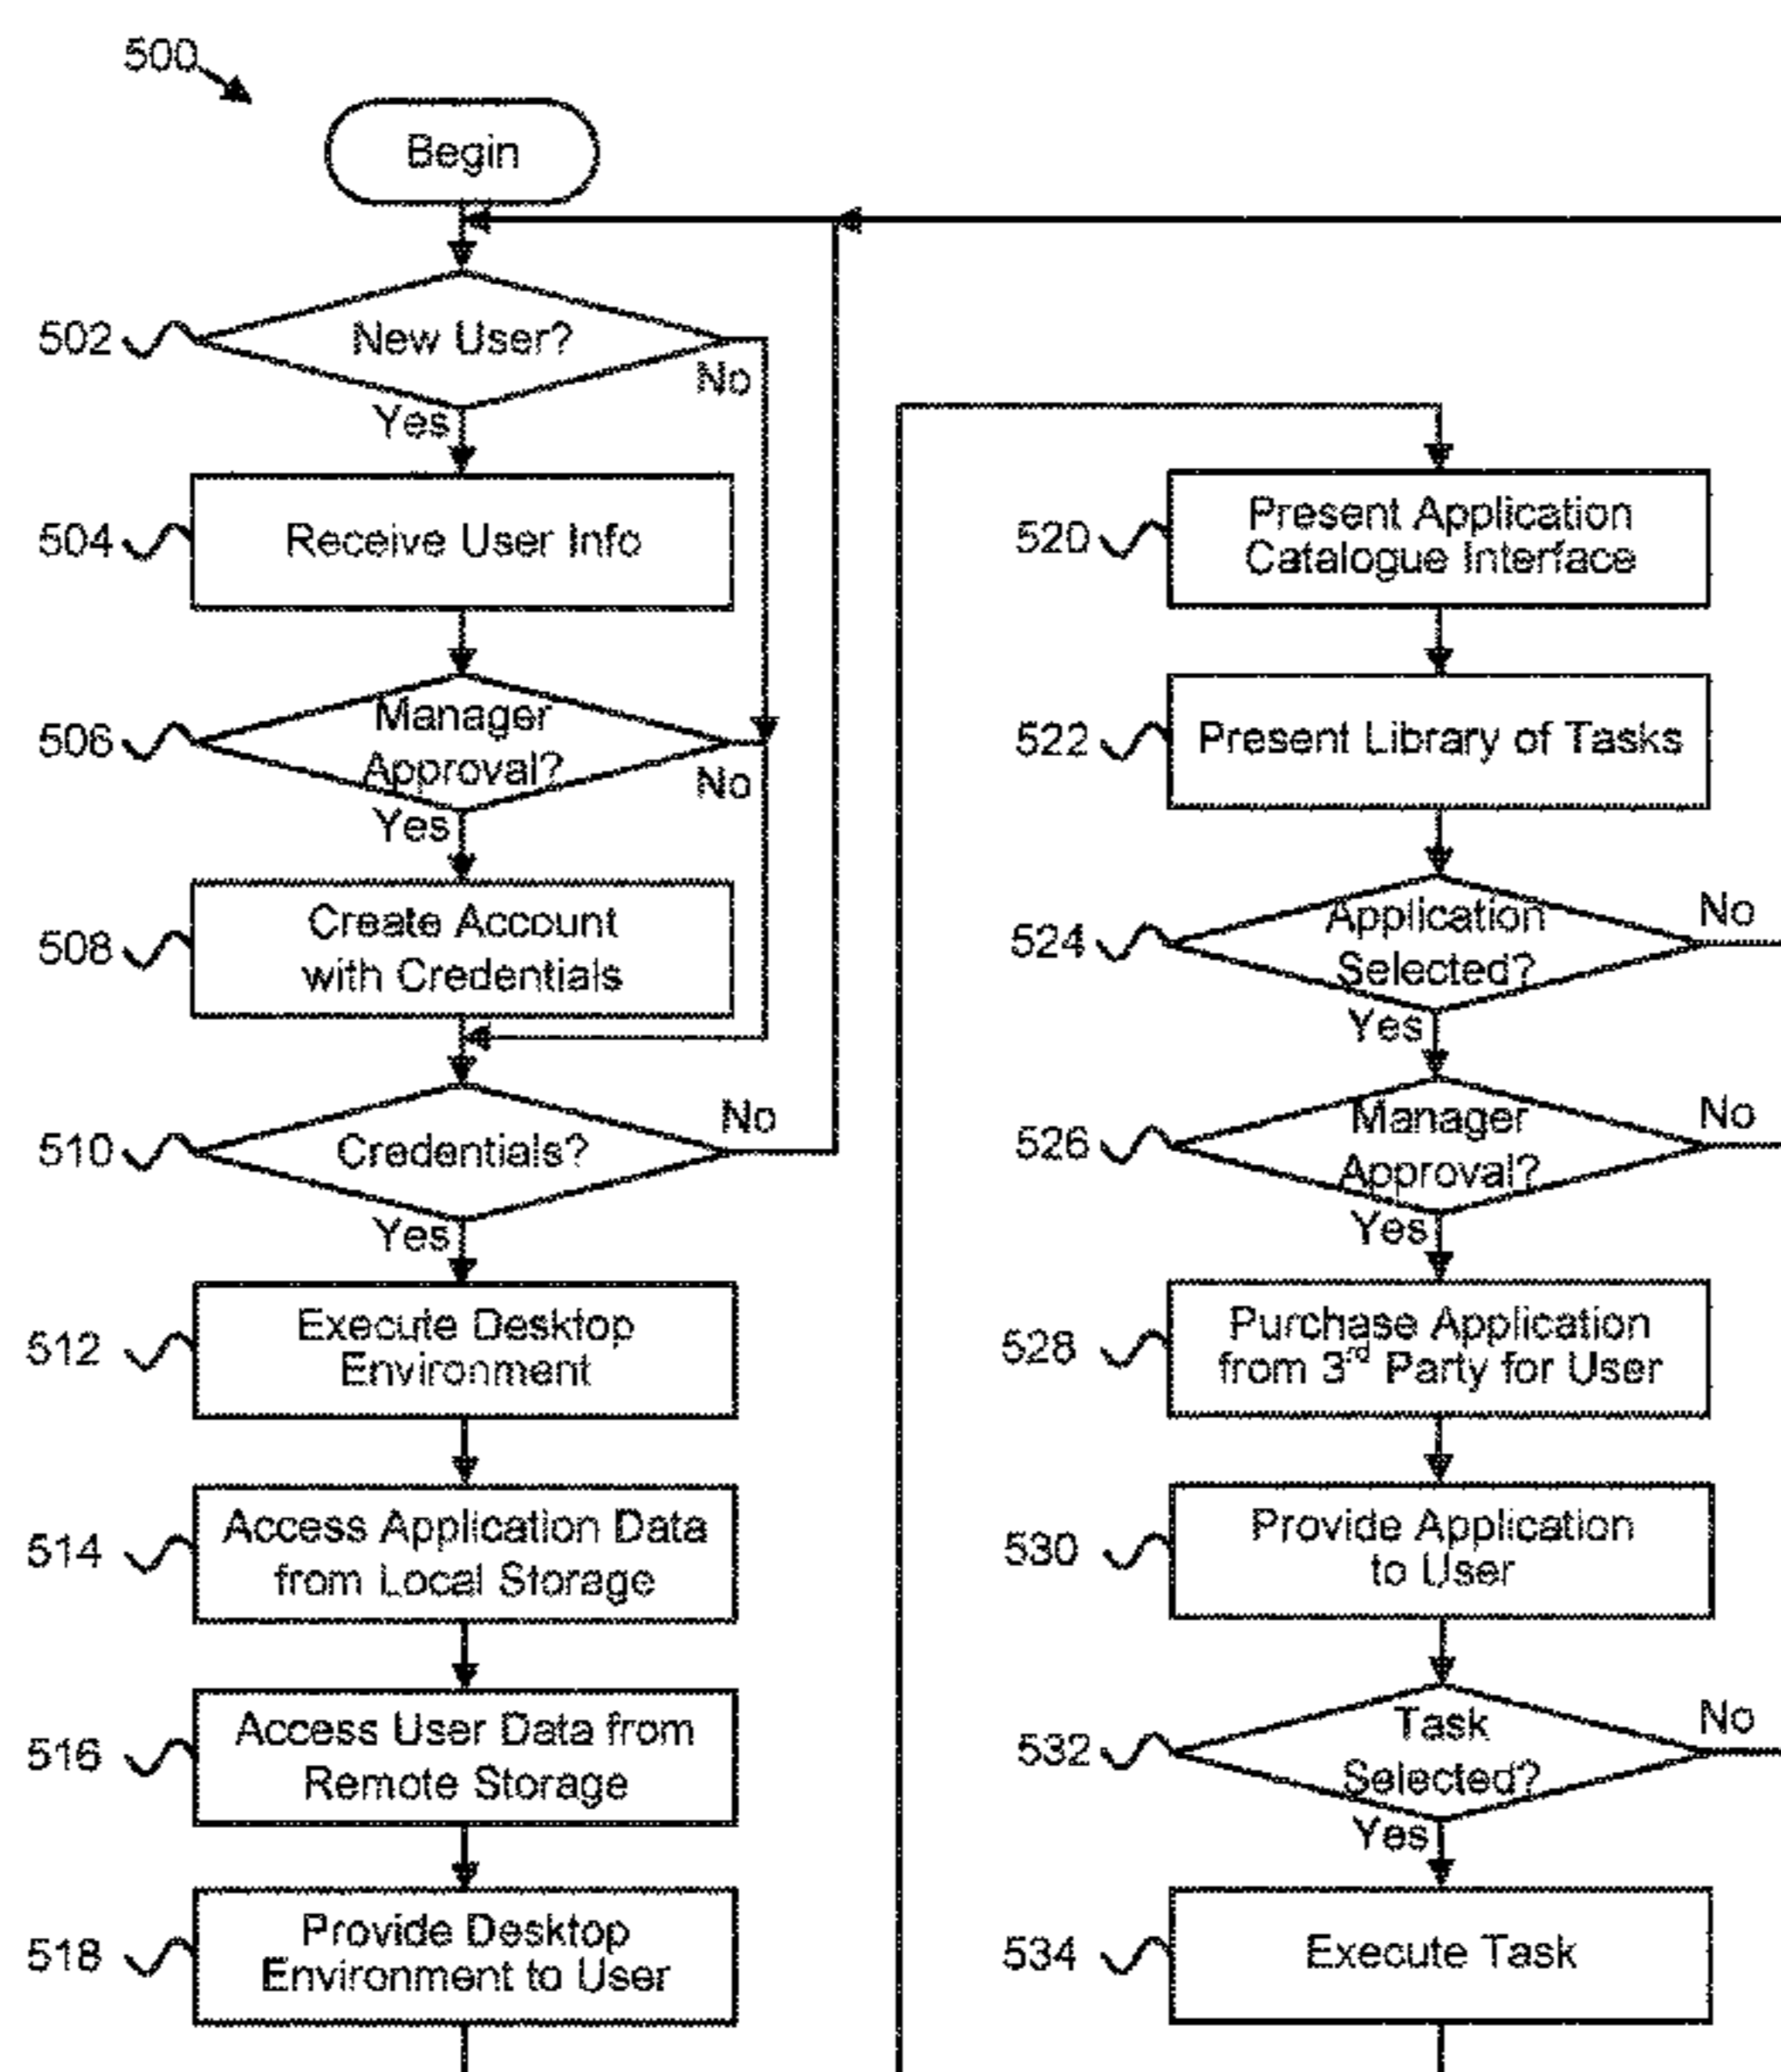 500
Begin
502
New User?
No
Yes
504
Receive User Info
506
Manager
Approval?
No
Yes
508
Create Account
with Credentials
510
Credentials?
No
Yes
512
Execute Desktop
Environment
514
Access Application Data
from Local Storage
516
Access User Data from
Remote Storage
518
Provide Desktop
Environment to User
520
Present Application
Catalogue Interface
522
Present Library of Tasks
524
Application
Selected?
No
Yes
526
Manager
Approval?
No
Yes
528
Purchase Application
from 3rd Party for User
530
Provide Application
to User
532
Task
Selected?
No
Yes
534
Execute Task